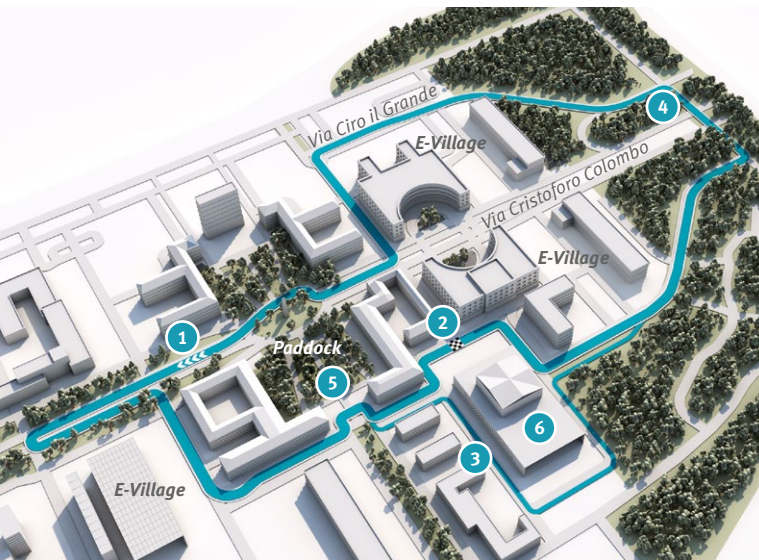 Via Ciro il Grande
4
E-Village
Via Cristoforo Colombo
E-Village
1
2
Paddock
5
6
3
E-Village